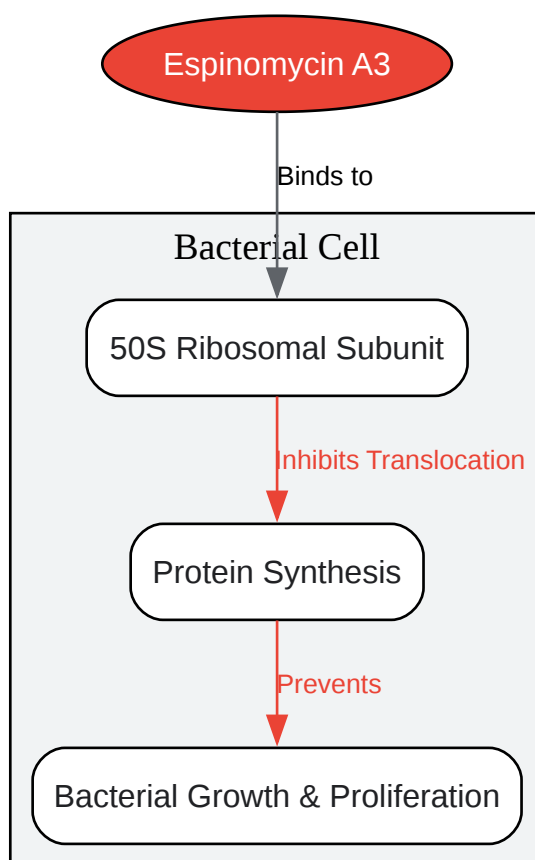 Espinomycin A3
Binds to
Bacterial Cell
50S Ribosomal Subunit
Inhibits Translocation
Protein Synthesis
Prevents
Bacterial Growth & Proliferation